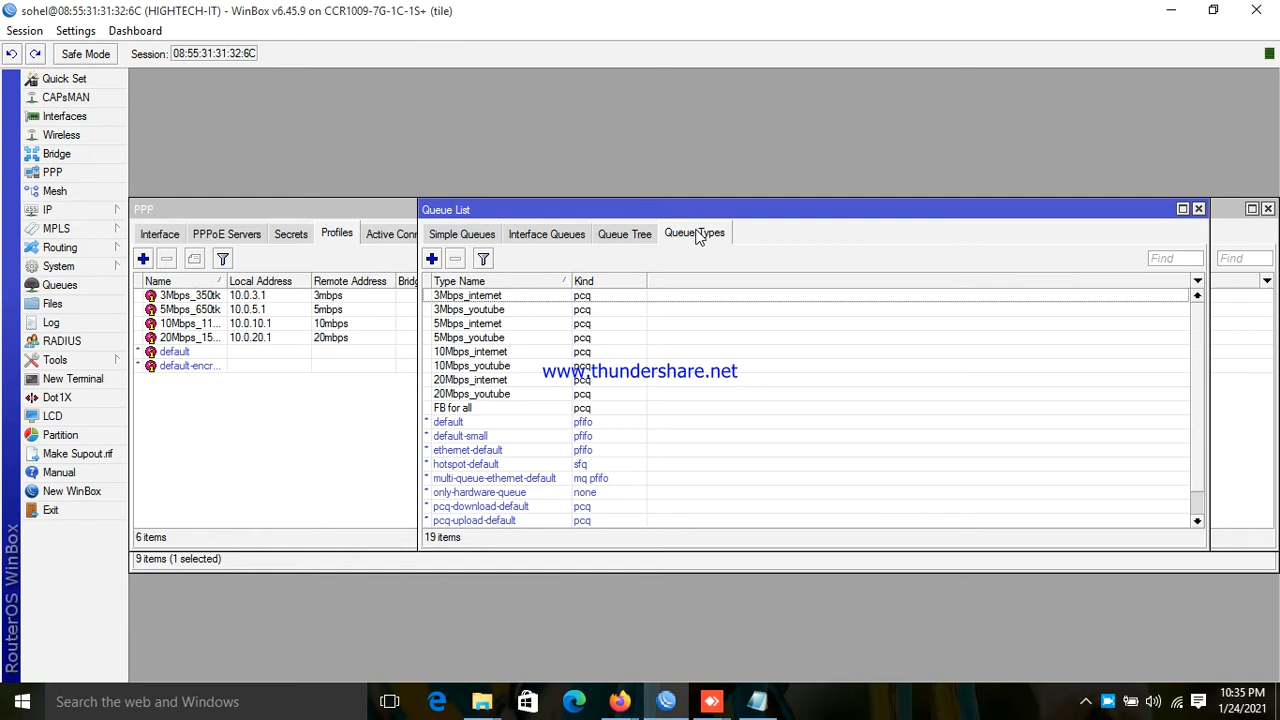 sohel@08:55:31:31:32:6C (HIGHTECH-IT) - WinBox v6.45.9 on CCR1009-7G-1C-1S+ (tile)
Session Settings Dashboard
Safe Mode Session: 08:55:31:31:32:6C
Quick Set
CAPsMAN
Interfaces
Wireless
Bridge
PPP
Mesh
IP
MPLS
Routing
System
Queues
Files
Log
RADIUS
Tools
New Terminal
Dot1X
LCD
Partition
Make Supout.rif
Manual
New WinBox
Exit
RouterOS WinBox
PPP
Interface PPPoE Servers Secrets Profiles Active Conn
Name Local Address Remote Address Bridg
3Mbps_350tk 10.0.3.1 3mbps
5Mbps_650tk 10.0.5.1 5mbps
10Mbps_11... 10.0.10.1 10mbps
20Mbps_15... 10.0.20.1 20mbps
* default
* default-encr...
6 items
9 items (1 selected)
Queue List
Simple Queues Interface Queues Queue Tree Queue Types
Find
Find
Type Name Kind
3Mbps_internet pcq
3Mbps_youtube pcq
5Mbps_internet pcq
5Mbps_youtube pcq
10Mbps_internet pcq
10Mbps_youtube pcq
20Mbps_internet pcq
20Mbps_youtube pcq
FB for all pcq
* default pfifo
* default-small pfifo
* ethernet-default pfifo
* hotspot-default sfq
* multi-queue-ethernet-default mq pfifo
* only-hardware-queue none
* pcq-download-default pcq
* pcq-upload-default pcq
19 items
www.thundershare.net
Search the web and Windows
10:35 PM
1/24/2021